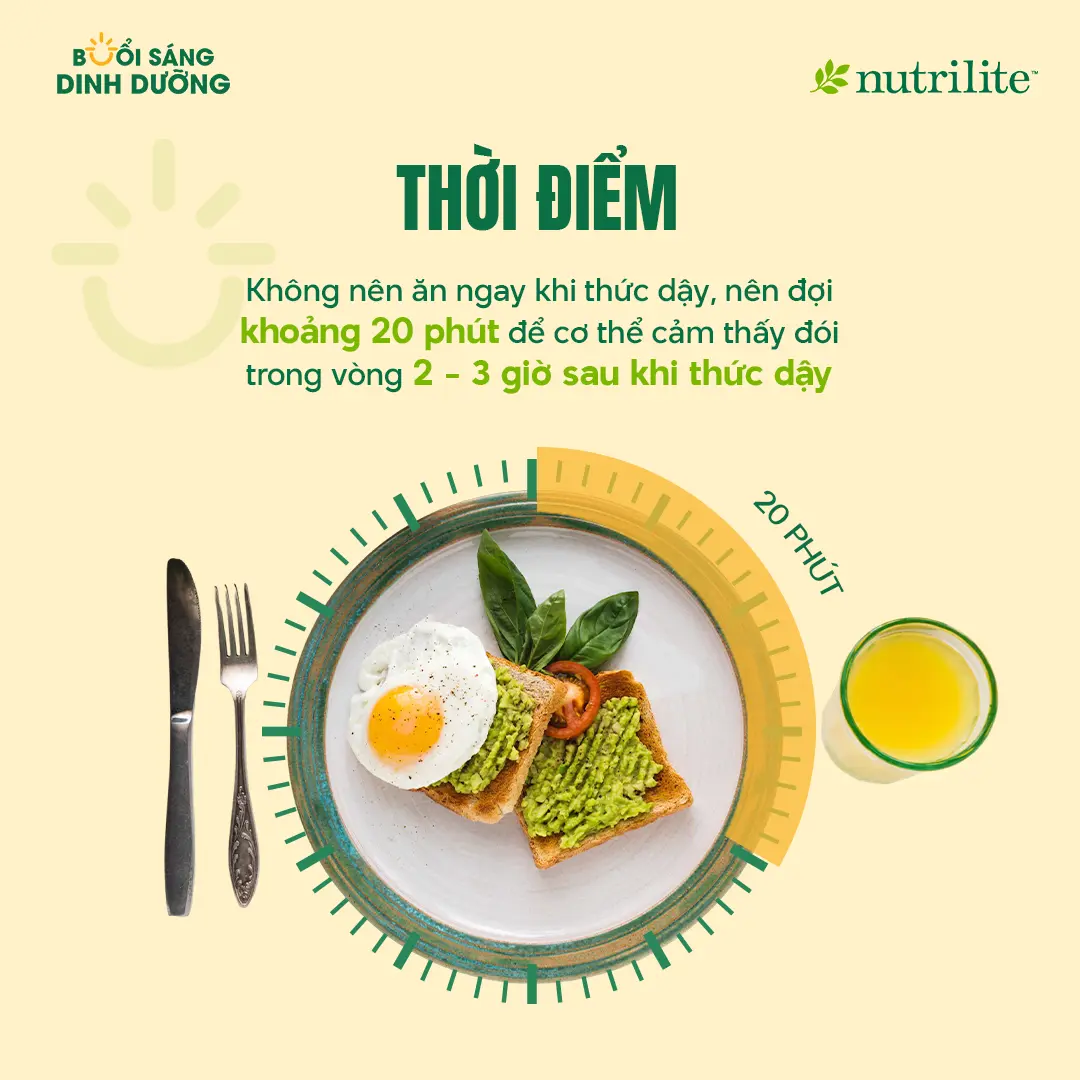 BUỔI SÁNG
DINH DƯỠNG
nutrilite™
THỜI ĐIỂM
Không nên ăn ngay khi thức dậy, nên đợi
khoảng 20 phút để cơ thể cảm thấy đói
trong vòng 2 - 3 giờ sau khi thức dậy
20 PHÚT